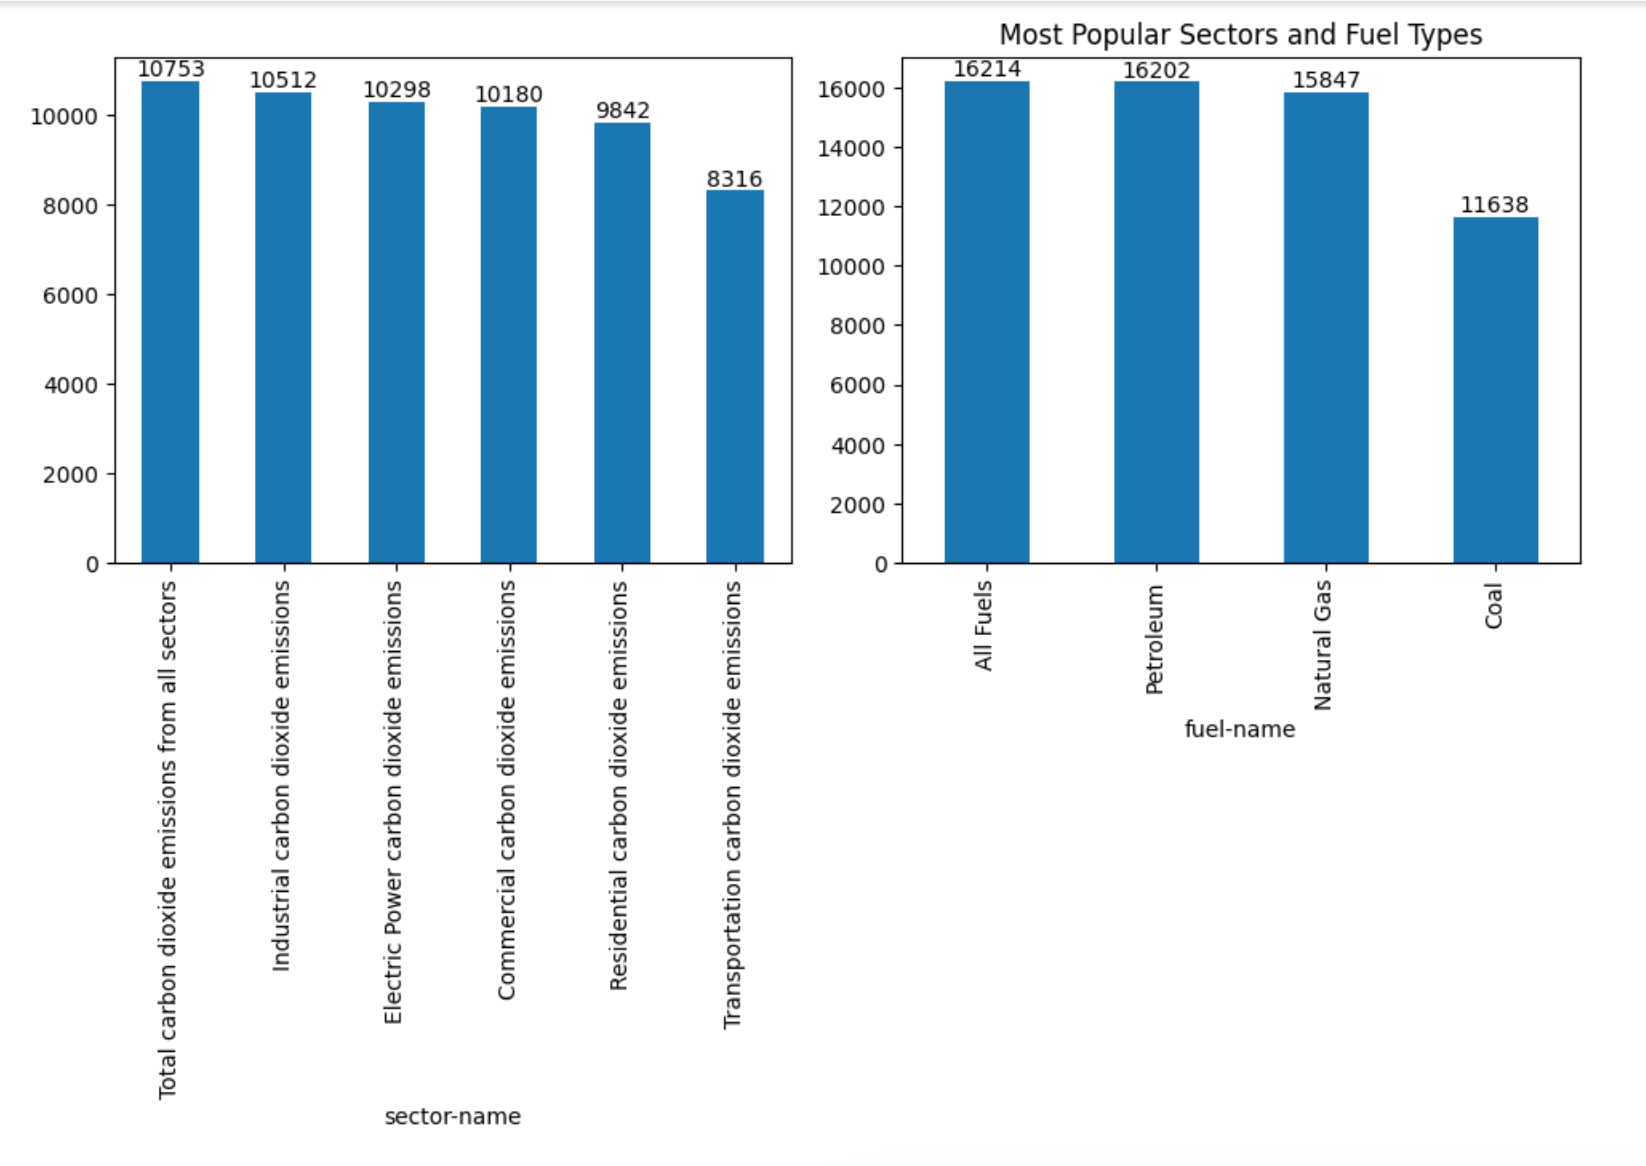 10753
10512
10298
10180
9842
8316
10000
8000
6000
4000
2000
0
Total carbon dioxide emissions from all sectors
Industrial carbon dioxide emissions
Electric Power carbon dioxide emissions
Commercial carbon dioxide emissions
Residential carbon dioxide emissions
Transportation carbon dioxide emissions
sector-name
Most Popular Sectors and Fuel Types
16214
16202
15847
11638
16000
14000
12000
10000
8000
6000
4000
2000
0
All Fuels
Petroleum
Natural Gas
Coal
fuel-name